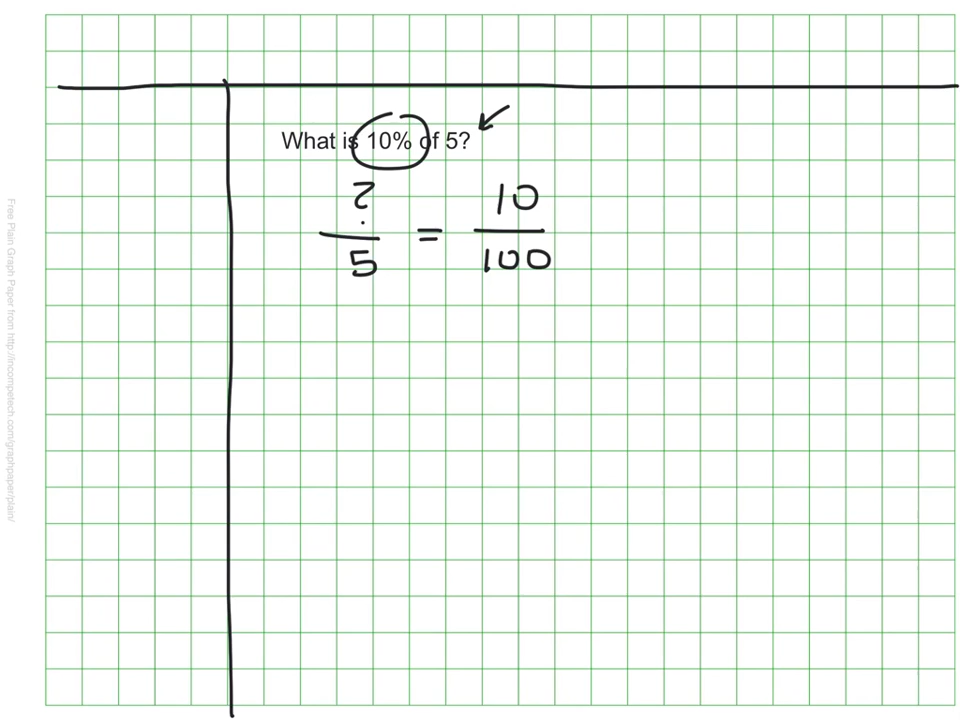 What is 10% of 5?
? = 10
5 100
Free Plain Graph Paper from http://incompetech.com/graphpaper/plain/